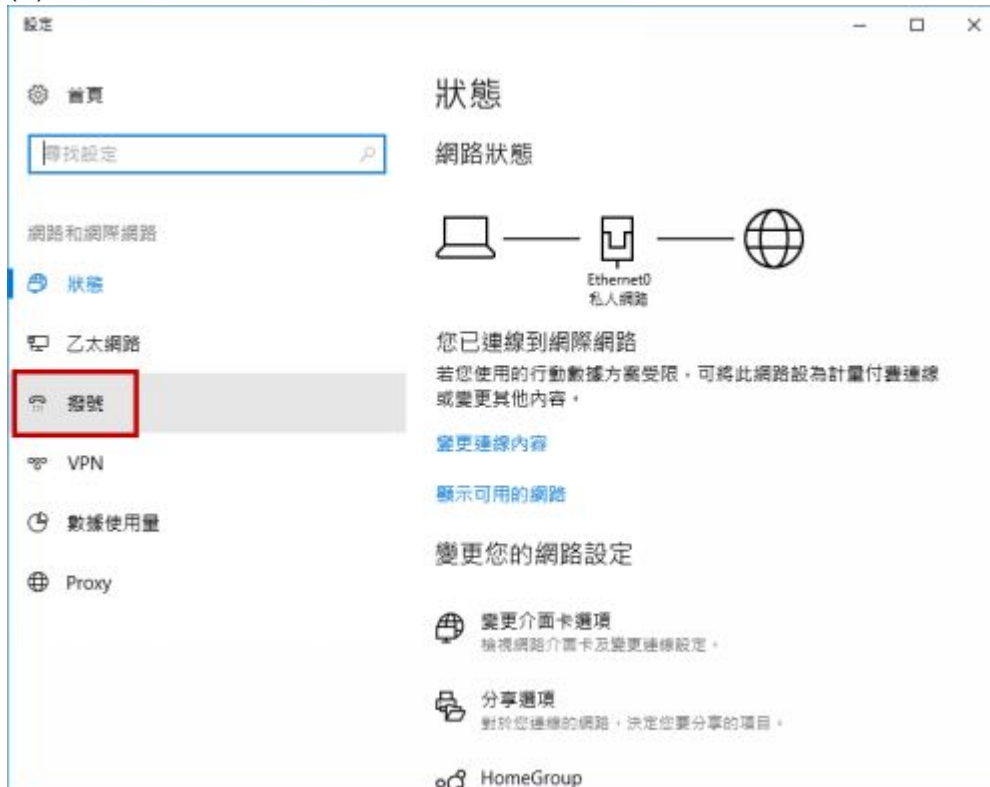 設定
首頁
尋找設定
網路和網際網路
狀態
乙太網路
撥號
VPN
數據使用量
Proxy
狀態
網路狀態
Ethernet0
私人網路
您已連線到網際網路
若您使用的行動數據方案受限，可將此網路設為計量付費連線
或變更其他內容。
變更連線內容
顯示可用的網路
變更您的網路設定
變更介面卡選項
檢視網路介面卡及變更連線設定。
分享選項
對於您連線的網路，決定您要分享的項目。
HomeGroup